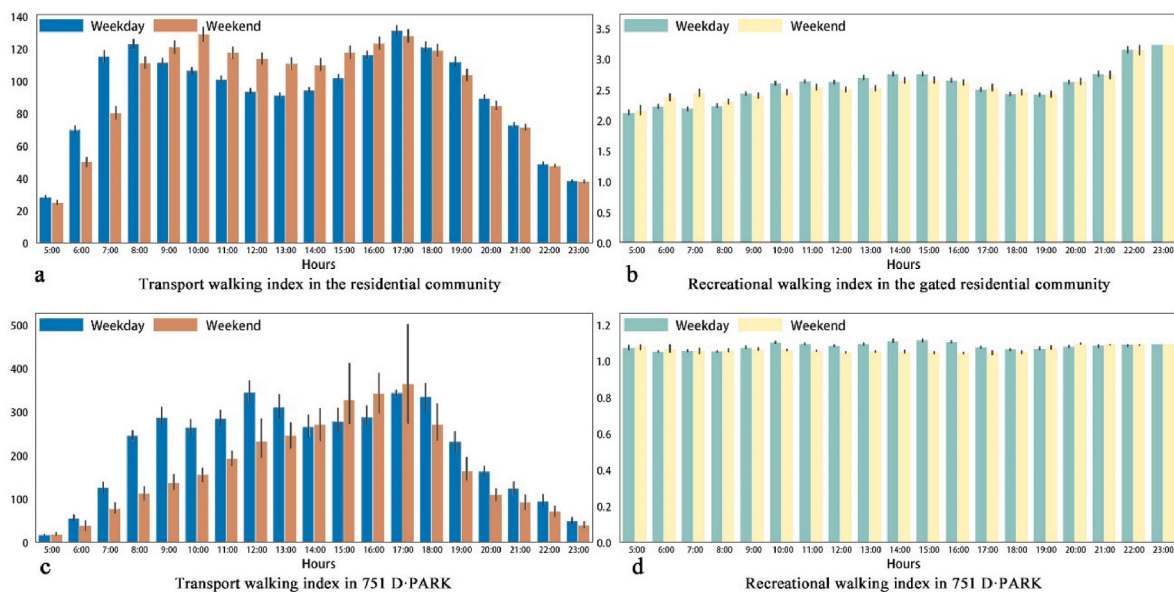 Weekday Weekend
140
120
100
80
60
40
20
0
5:00 6:00 7:00 8:00 9:00 10:00 11:00 12:00 13:00 14:00 15:00 16:00 17:00 18:00 19:00 20:00 21:00 22:00 23:00
Hours
a
Transport walking index in the residential community
Weekday Weekend
3.5
3.0
2.5
2.0
1.5
1.0
0.5
0.0
5:00 6:00 7:00 8:00 9:00 10:00 11:00 12:00 13:00 14:00 15:00 16:00 17:00 18:00 19:00 20:00 21:00 22:00 23:00
Hours
b
Recreational walking index in the gated residential community
Weekday Weekend
500
400
300
200
100
0
5:00 6:00 7:00 8:00 9:00 10:00 11:00 12:00 13:00 14:00 15:00 16:00 17:00 18:00 19:00 20:00 21:00 22:00 23:00
Hours
c
Transport walking index in 751 D·PARK
Weekday Weekend
1.2
1.0
0.8
0.6
0.4
0.2
0.0
5:00 6:00 7:00 8:00 9:00 10:00 11:00 12:00 13:00 14:00 15:00 16:00 17:00 18:00 19:00 20:00 21:00 22:00 23:00
Hours
d
Recreational walking index in 751 D·PARK